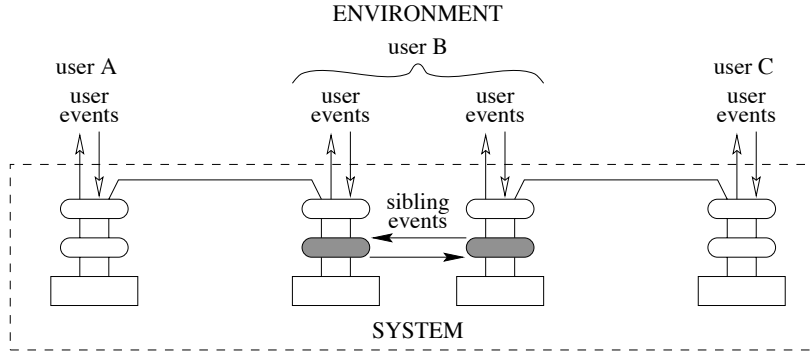 ENVIRONMENT
user B
user A
user C
user
events
user
events
user
events
user
events
sibling
events
SYSTEM